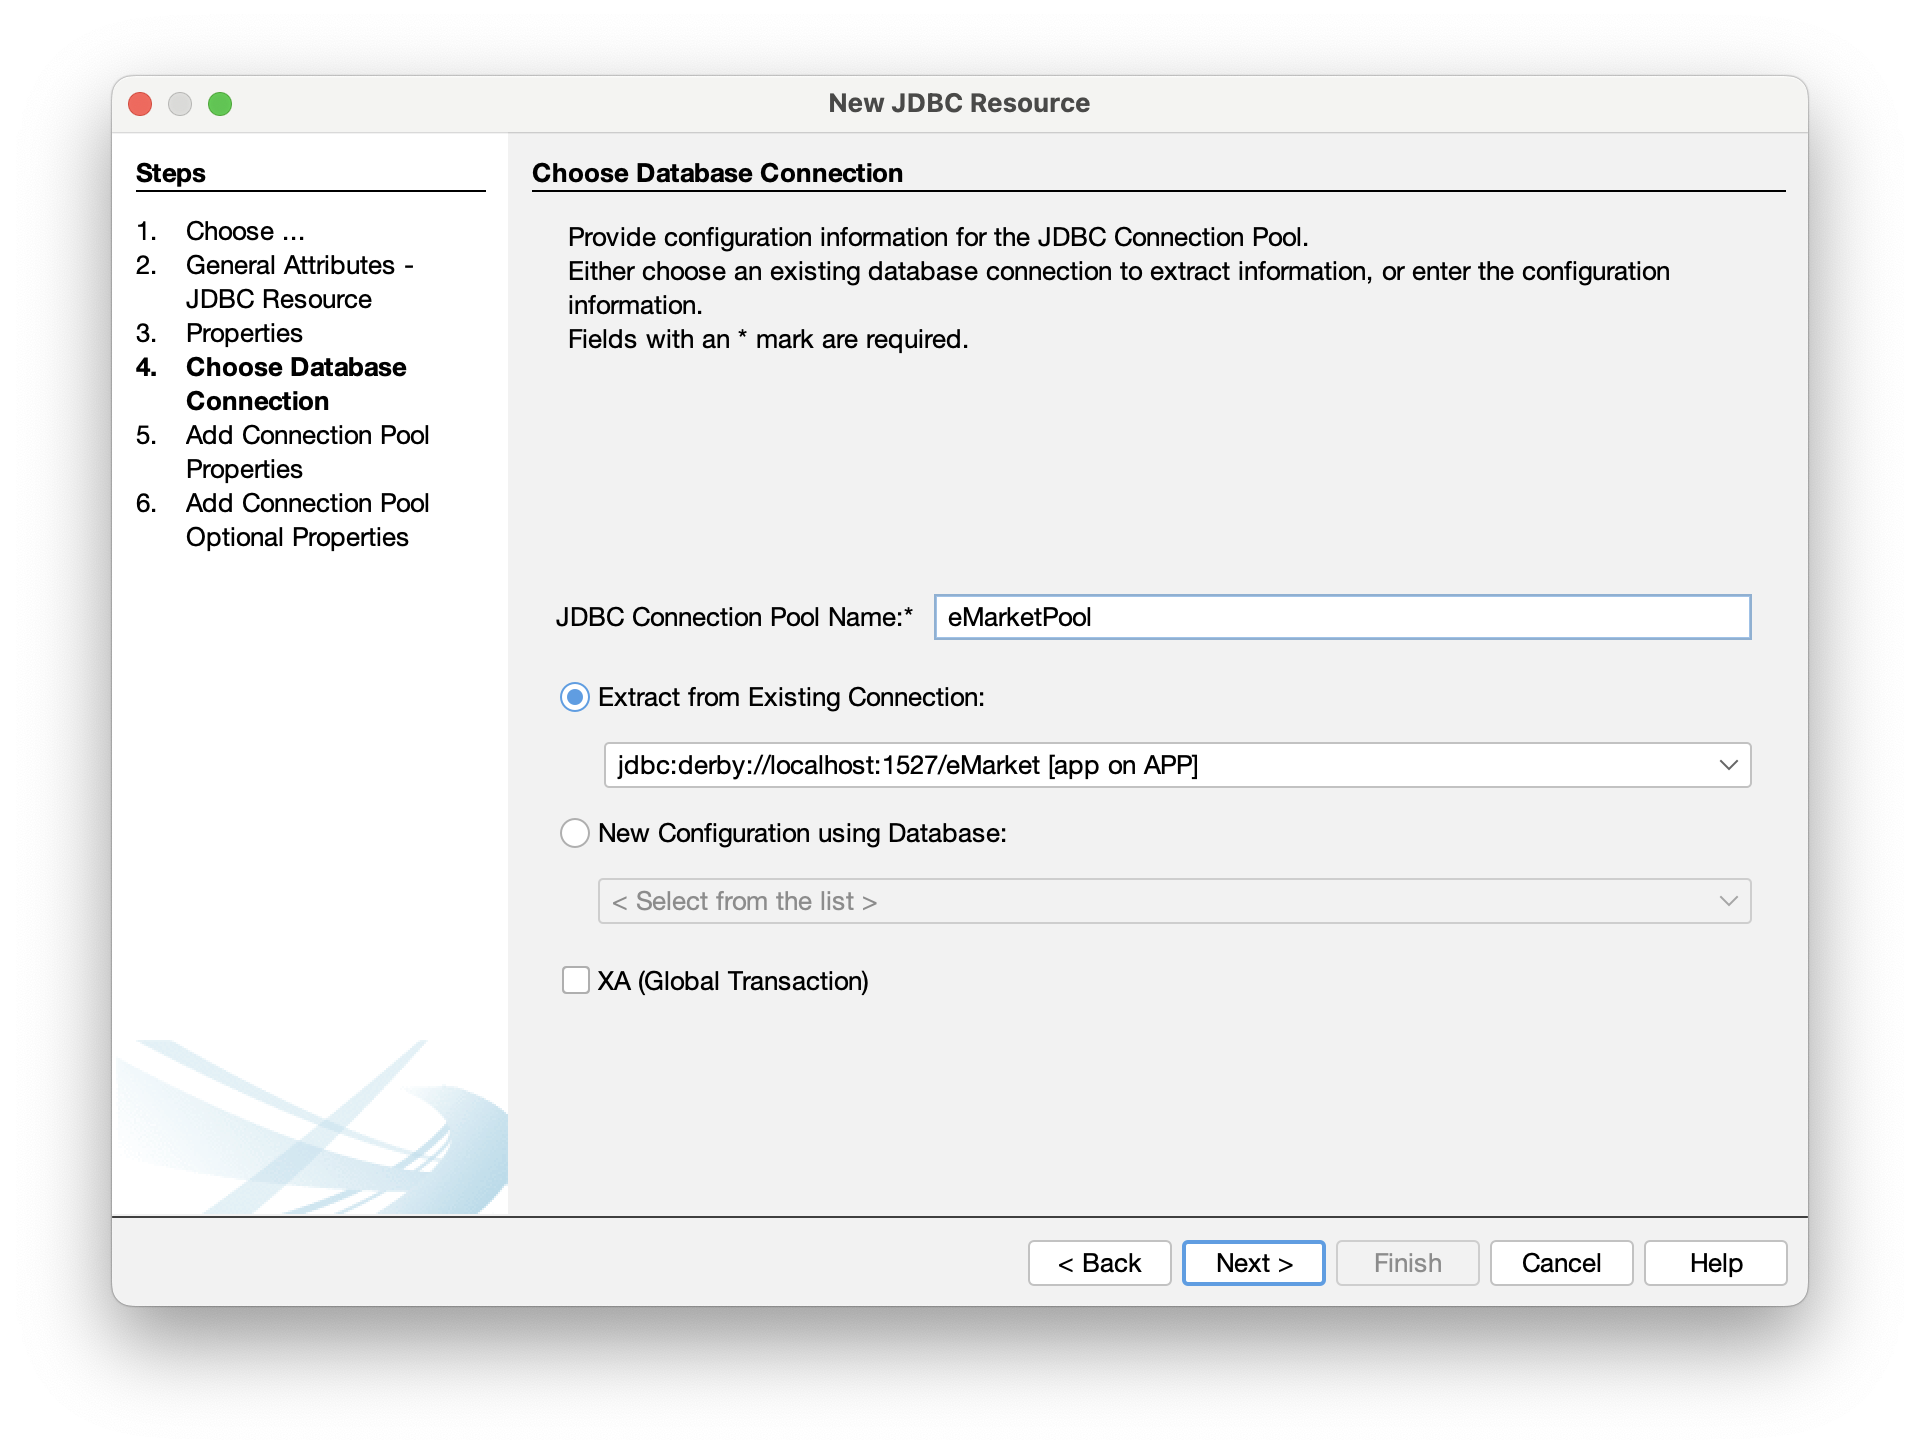 New JDBC Resource
Steps
1. Choose ...
2. General Attributes -
JDBC Resource
3. Properties
4. Choose Database
Connection
5. Add Connection Pool
Properties
6. Add Connection Pool
Optional Properties
Choose Database Connection
Provide configuration information for the JDBC Connection Pool.
Either choose an existing database connection to extract information, or enter the configuration
information.
Fields with an * mark are required.
JDBC Connection Pool Name:* eMarketPool
Extract from Existing Connection:
jdbc:derby://localhost:1527/eMarket [app on APP]
New Configuration using Database:
< Select from the list >
XA (Global Transaction)
< Back Next > Finish Cancel Help